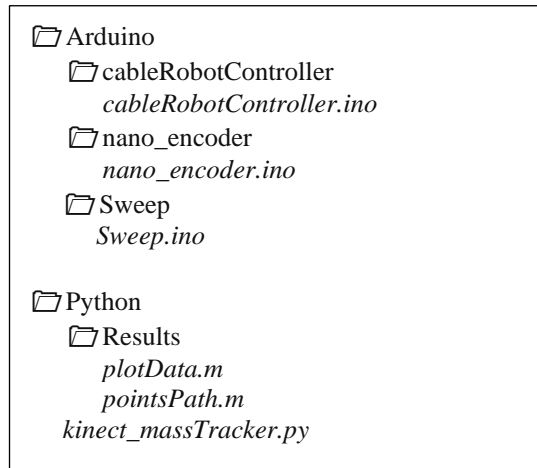 Arduino
cableRobotController
cableRobotController.ino
nano_encoder
nano_encoder.ino
Sweep
Sweep.ino
Python
Results
plotData.m
pointsPath.m
kinect_massTracker.py